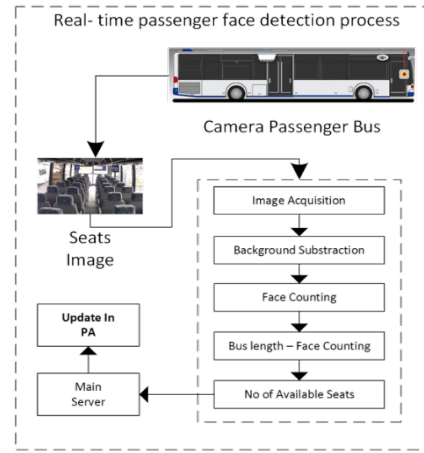 Real- time passenger face detection process
Camera Passenger Bus
Seats
Image
Image Acquisition
Background Substraction
Face Counting
Bus length – Face Counting
No of Available Seats
Main
Server
Update In
PA